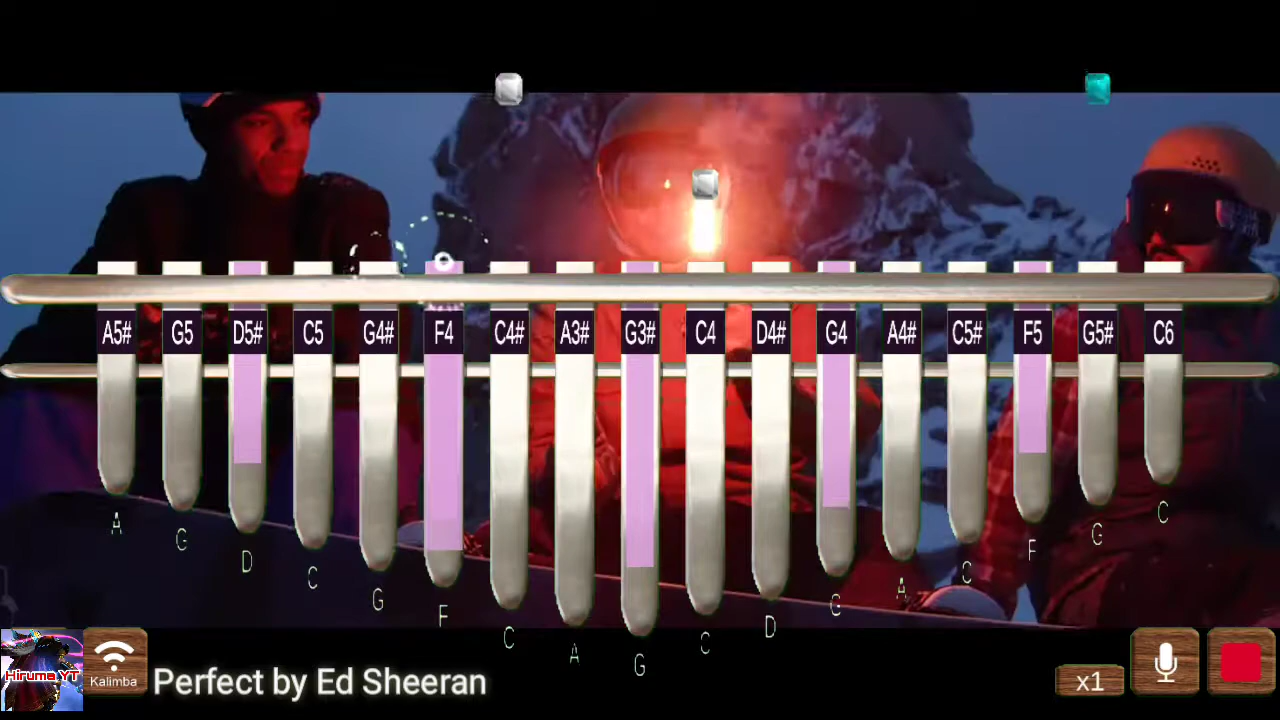 A5# G5 D5# C5 G4# F4 C4# A3# G3# C4 D4# G4 A4# C5# F5 G5# C6
A G D C G F C A G C D G A C F G C
Hiruma YT
Kalimba
Perfect by Ed Sheeran
x1